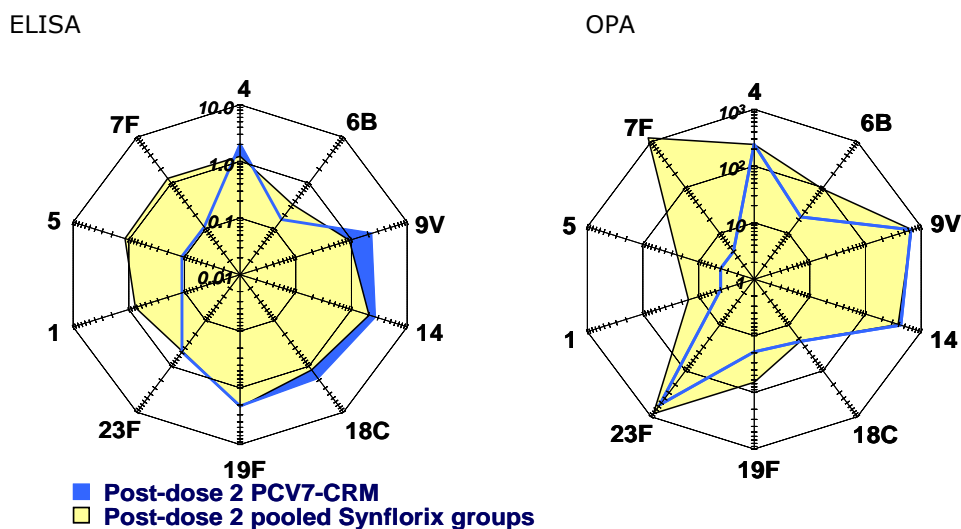 ELISA
OPA
4
6B
9V
14
18C
19F
23F
1
5
7F
10.0
1.0
0.1
0.01
4
6B
9V
14
18C
19F
23F
1
5
7F
10³
10²
10
1
Post-dose 2 PCV7-CRM
Post-dose 2 pooled Synflorix groups